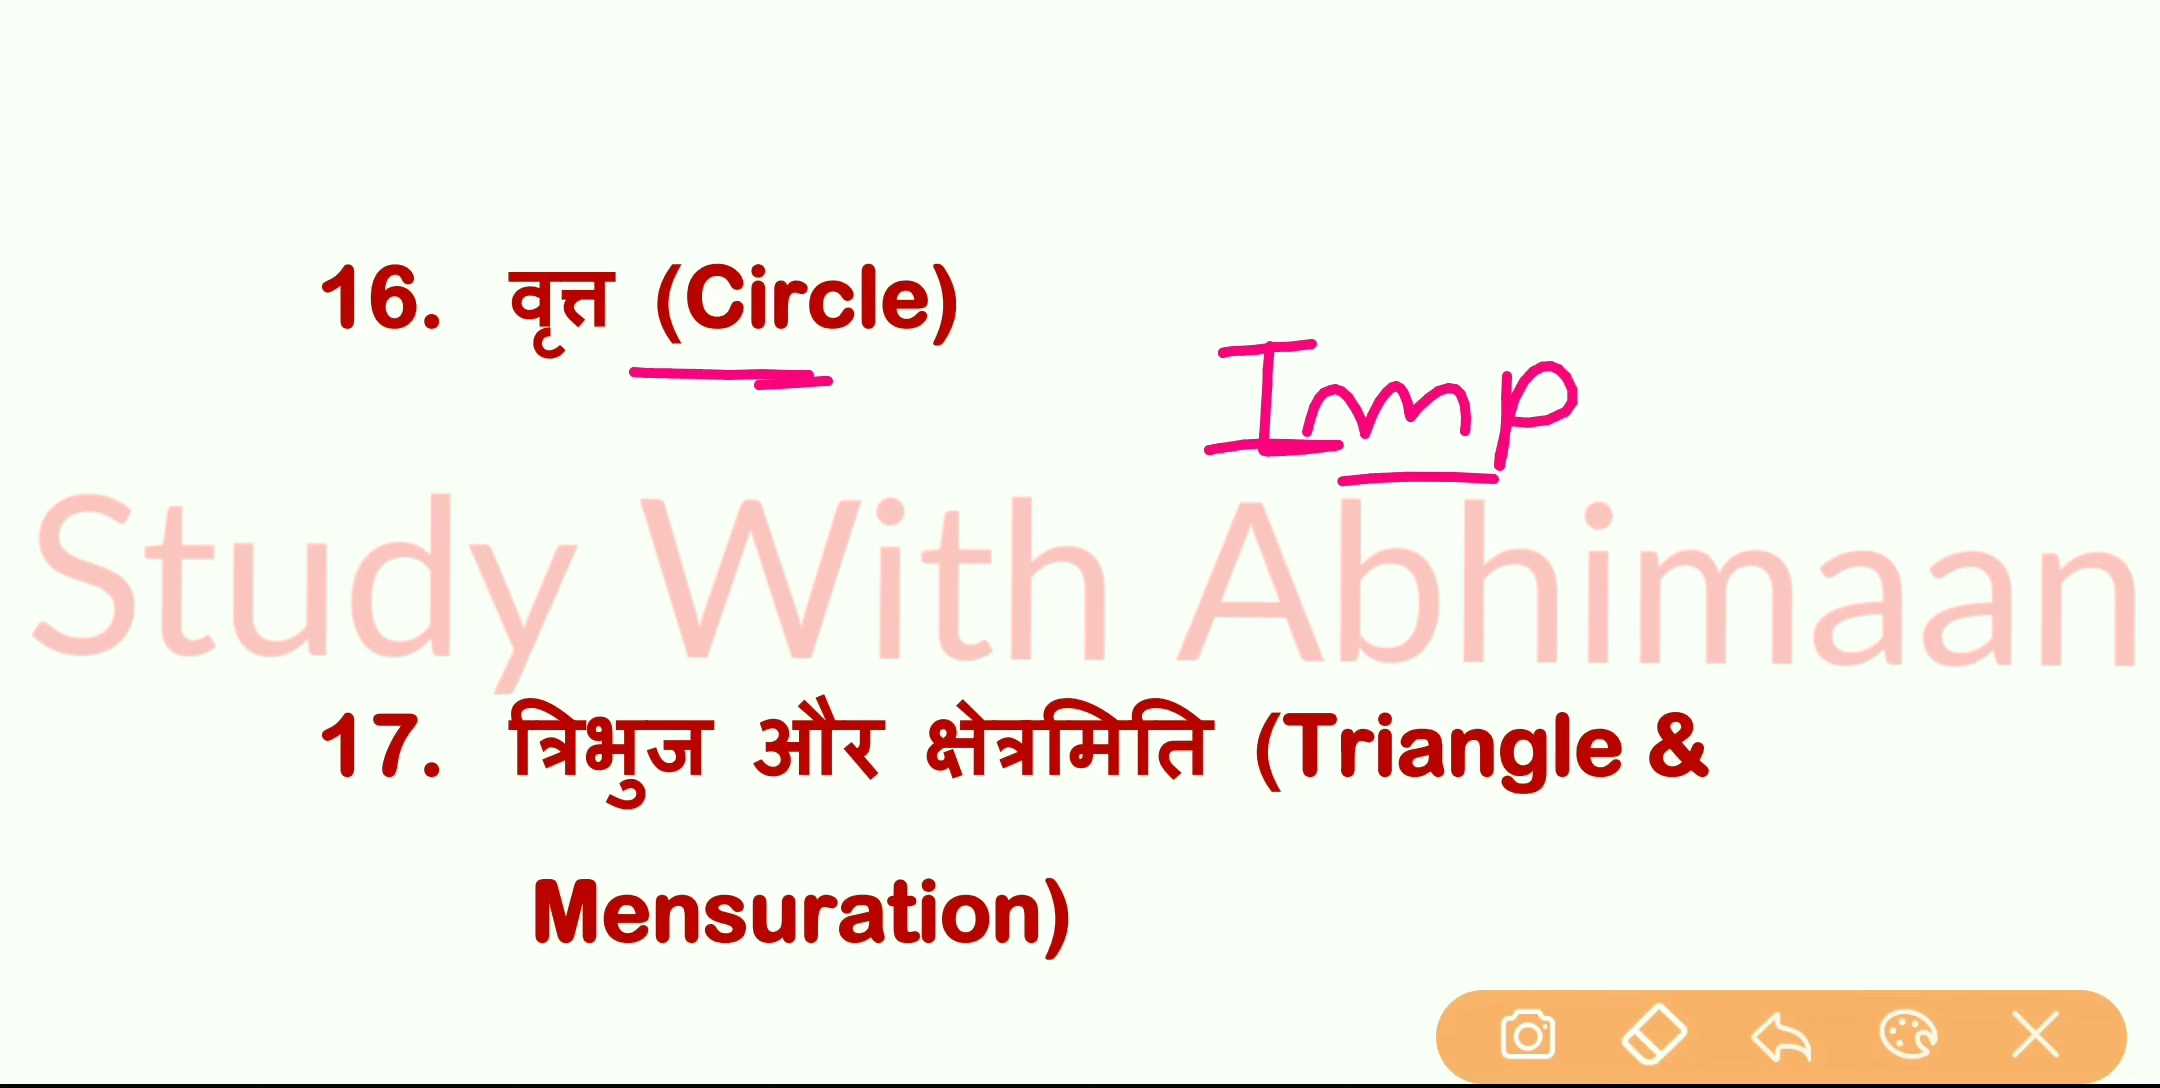 16. वृत्त (Circle)
Imp
Study With Abhimaan
17. त्रिभुज और क्षेत्रमिति (Triangle &
Mensuration)